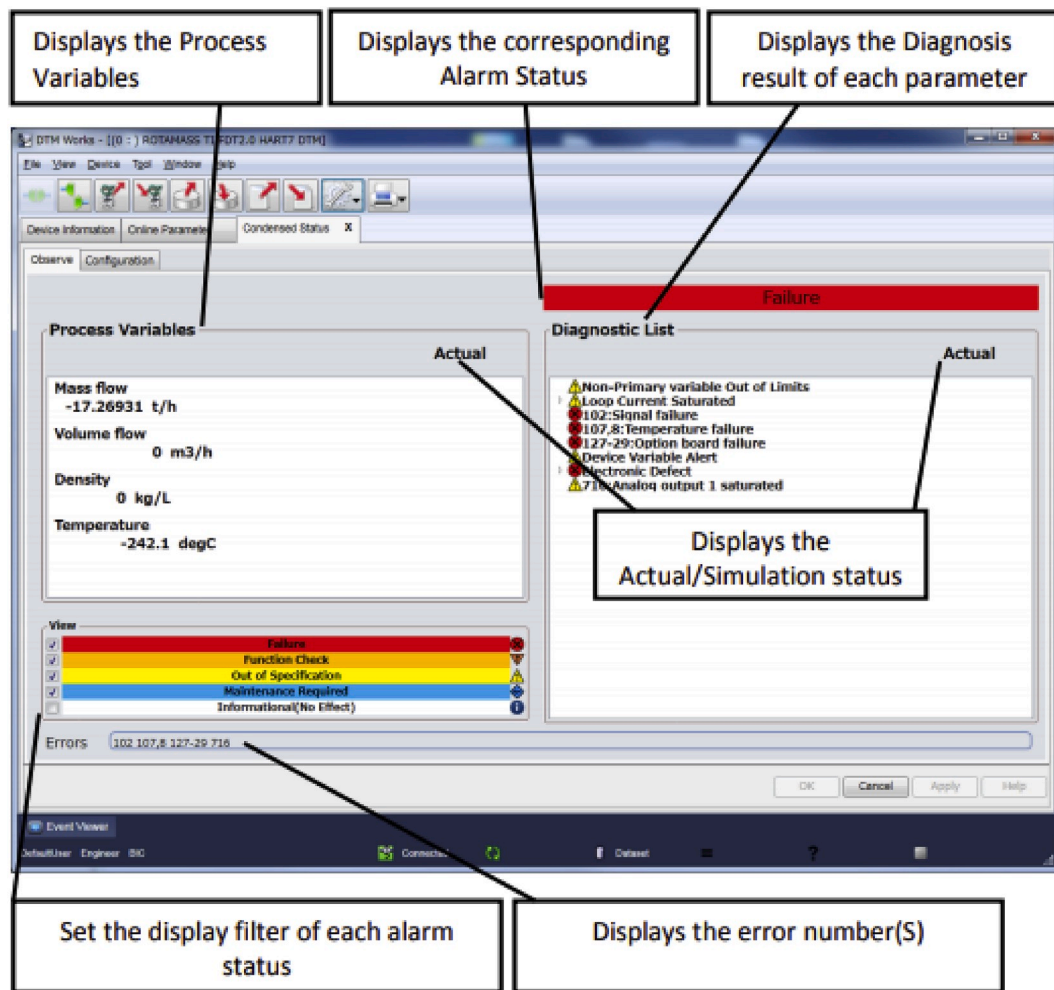 Displays the Process
Variables
Displays the corresponding
Alarm Status
Displays the Diagnosis
result of each parameter
DTM Works - [(0 : ) ROTAMASS TI FDT2.0 HART7 DTM]
File View Device Tool Window Help
Device Information Online Parameter Condensed Status X
Observe Configuration
Failure
Process Variables
Actual
Diagnostic List
Actual
Mass flow
-17.26931 t/h
Volume flow
0 m3/h
Density
0 kg/L
Temperature
-242.1 degC
Non-Primary variable Out of Limits
Loop Current Saturated
102:Signal failure
107,8:Temperature failure
127-29:Option board failure
Device Variable Alert
Electronic Defect
716:Analog output 1 saturated
Displays the
Actual/Simulation status
View
Failure
Function Check
Out of Specification
Maintenance Required
Informational(No Effect)
Errors 102 107,8 127-29 716
OK Cancel Apply Help
Event Viewer
DefaultUser Engineer Connected Dataset ?
Set the display filter of each alarm
status
Displays the error number(S)